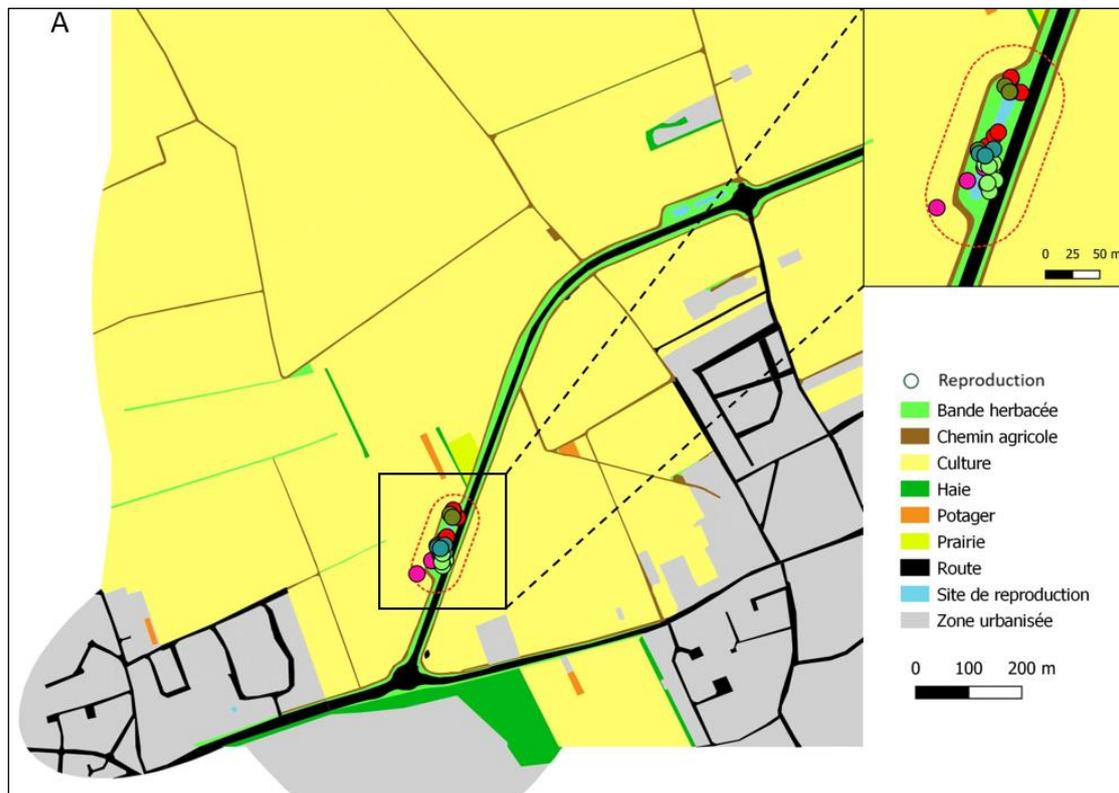 A
0 25 50 m
Reproduction
Bande herbacée
Chemin agricole
Culture
Haie
Potager
Prairie
Route
Site de reproduction
Zone urbanisée
0 100 200 m